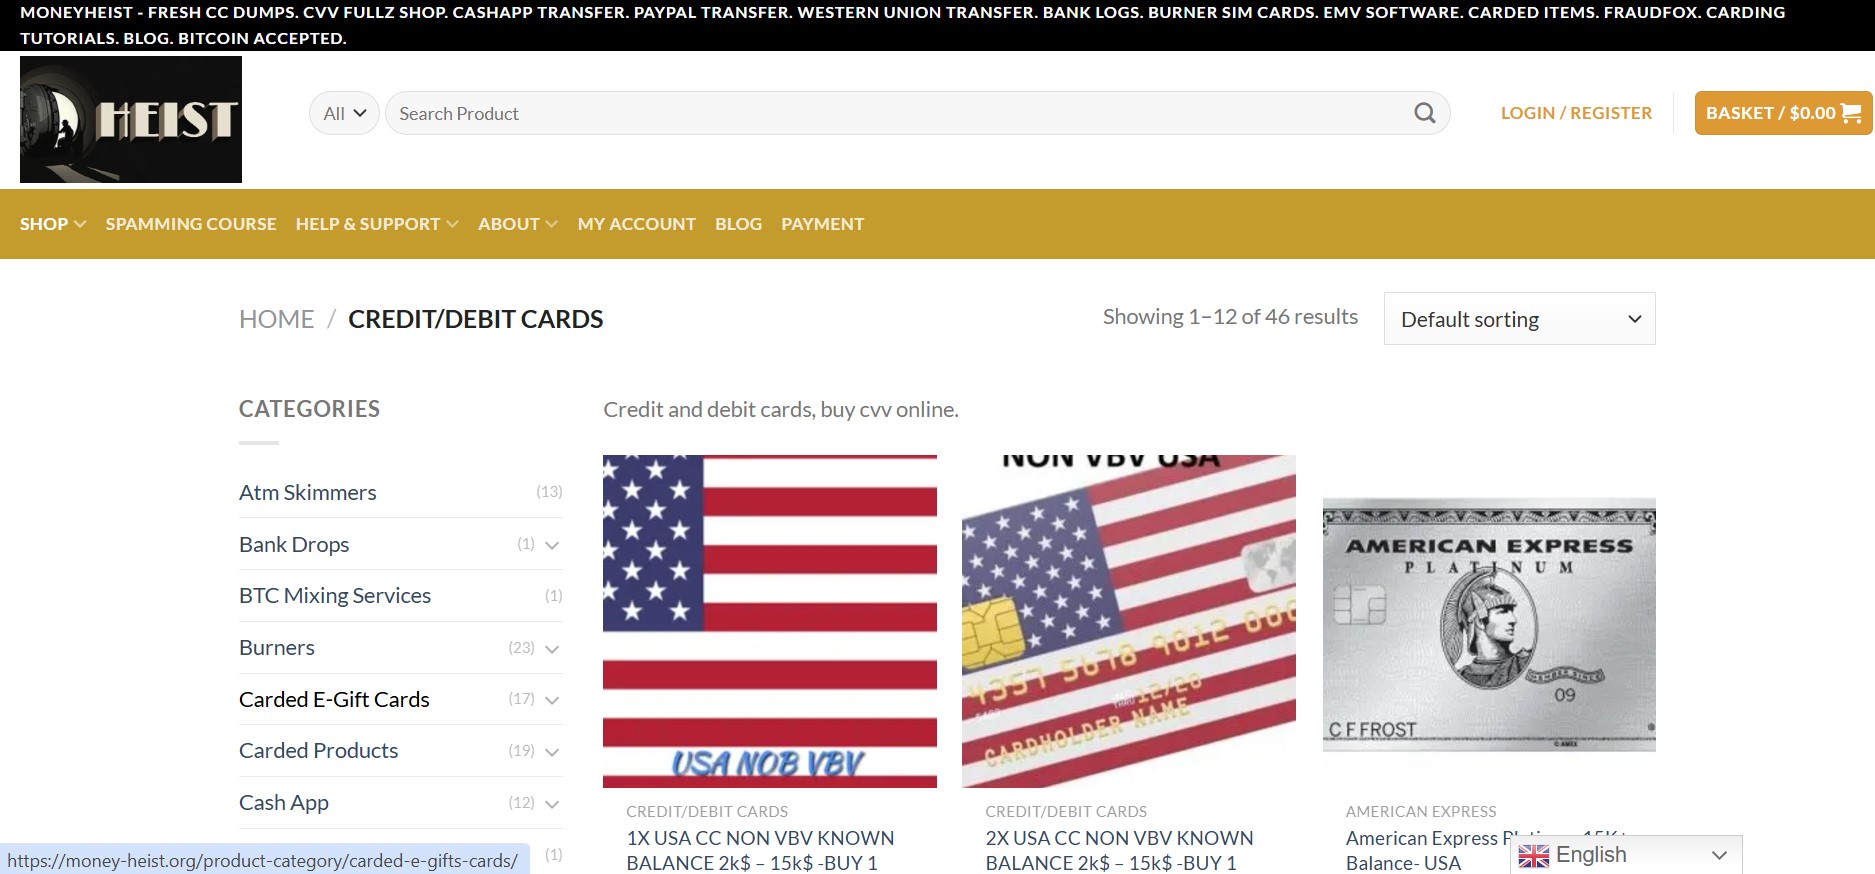 MONEYHEIST - FRESH CC DUMPS. CVV FULLZ SHOP. CASHAPP TRANSFER. PAYPAL TRANSFER. WESTERN UNION TRANSFER. BANK LOGS. BURNER SIM CARDS. EMV SOFTWARE. CARDED ITEMS. FRAUDFOX. CARDING
TUTORIALS. BLOG. BITCOIN ACCEPTED.
HEIST
All
Search Product
LOGIN / REGISTER
BASKET / $0.00
SHOP SPAMMING COURSE HELP & SUPPORT ABOUT MY ACCOUNT BLOG PAYMENT
HOME / CREDIT/DEBIT CARDS
Showing 1–12 of 46 results
Default sorting
CATEGORIES
Atm Skimmers (13)
Bank Drops (1)
BTC Mixing Services (1)
Burners (23)
Carded E-Gift Cards (17)
Carded Products (19)
Cash App (12)
(1)
https://money-heist.org/product-category/carded-e-gifts-cards/
Credit and debit cards, buy cvv online.
USA NOB VBV
CREDIT/DEBIT CARDS
1X USA CC NON VBV KNOWN
BALANCE 2k$ – 15k$ -BUY 1
NON VBV USA
4357 5678 9012 000
12/20
CARDHOLDER NAME
CREDIT/DEBIT CARDS
2X USA CC NON VBV KNOWN
BALANCE 2k$ – 15k$ -BUY 1
AMERICAN EXPRESS
PLATINUM
MEMBER SINCE
09
C F FROST
© AMEX
AMERICAN EXPRESS
American Express
Balance- USA
English